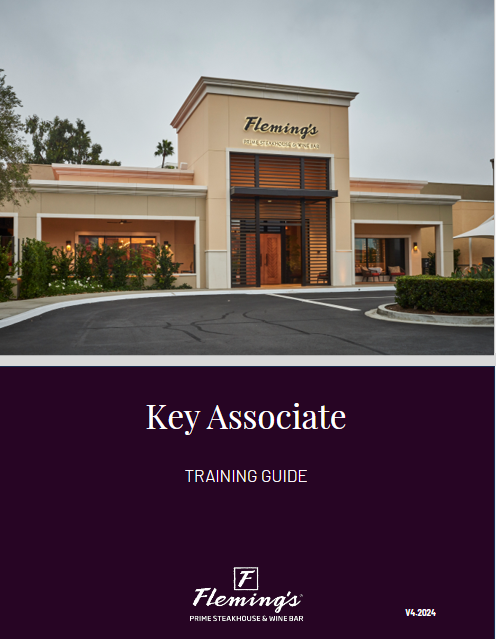 Fleming's
PRIME STEAKHOUSE & WINE BAR
Key Associate
TRAINING GUIDE
F
Fleming's
PRIME STEAKHOUSE & WINE BAR
V4.2024